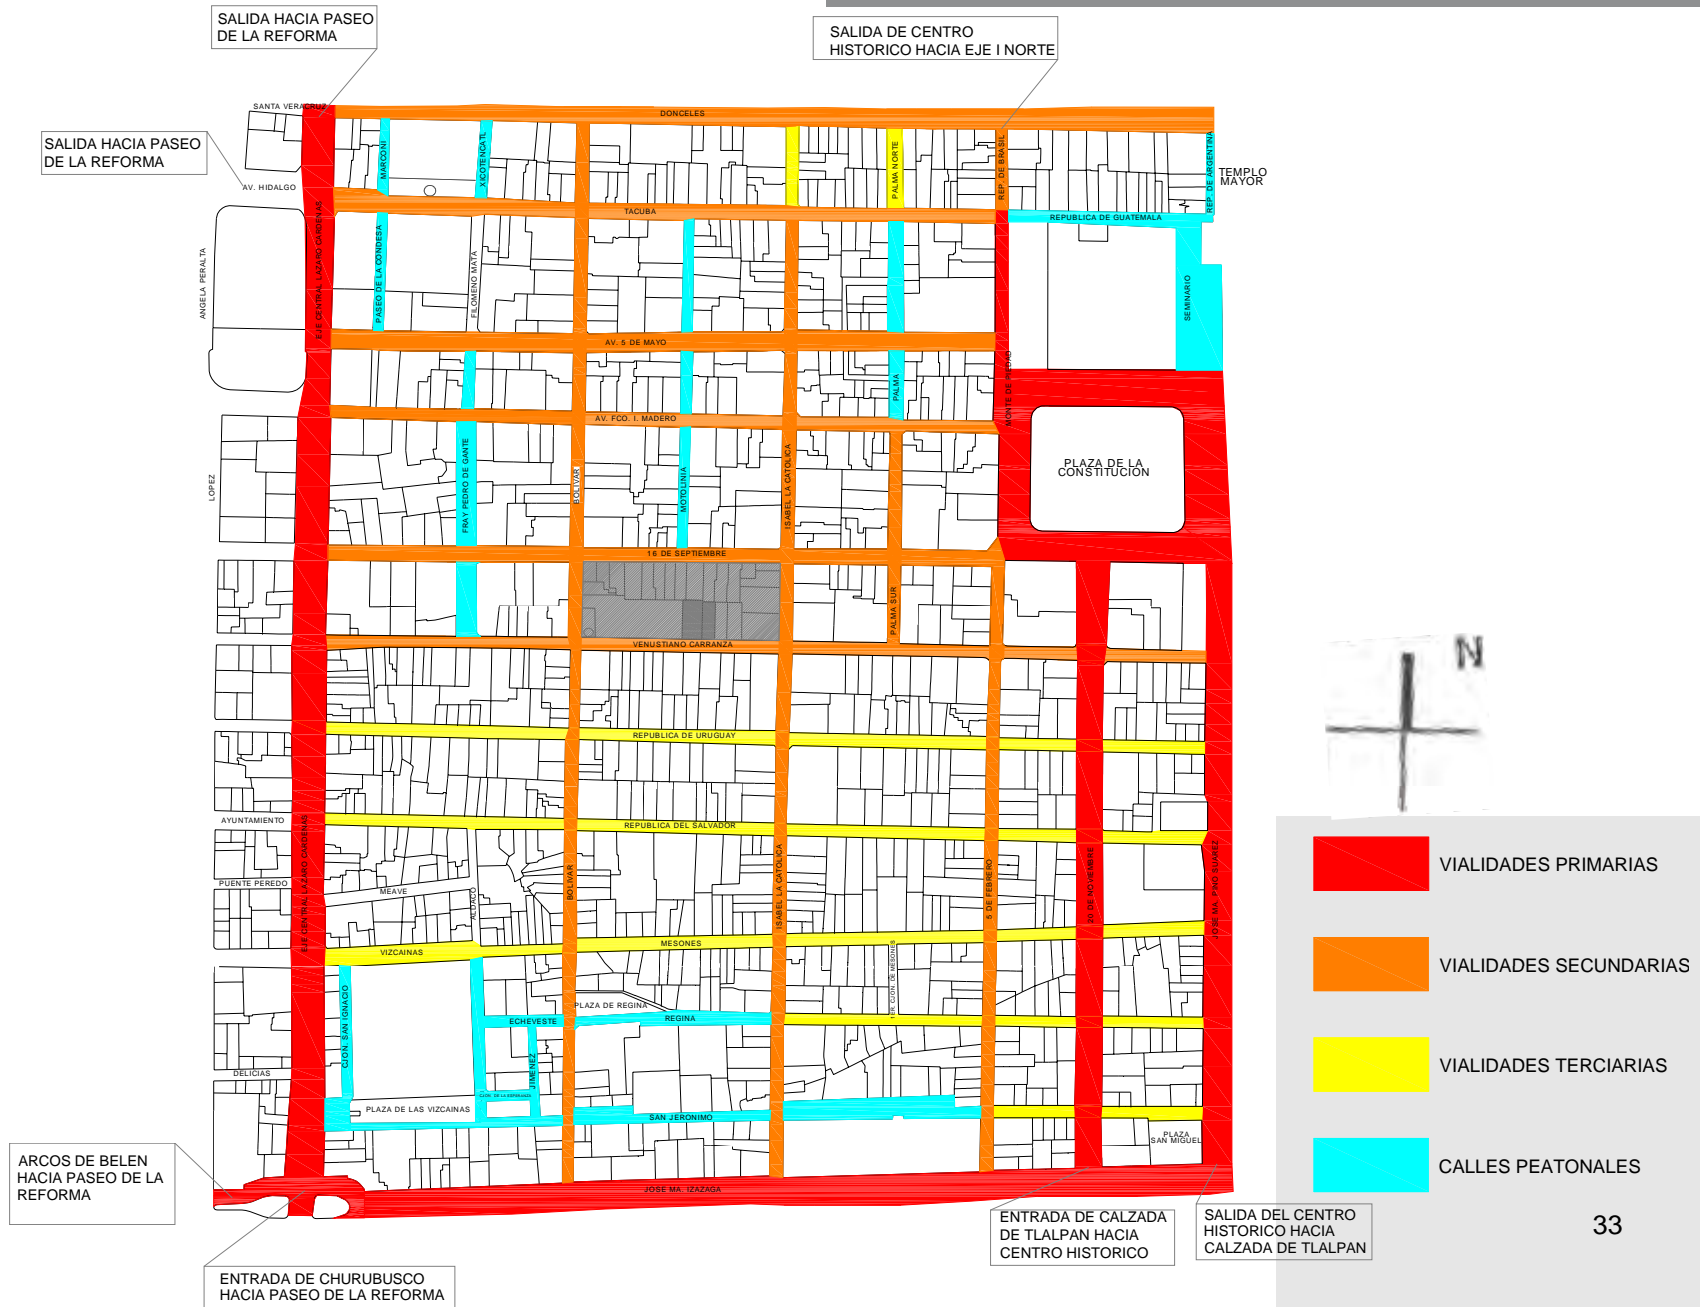 SALIDA HACIA PASEO
DE LA REFORMA
SALIDA DE CENTRO
HISTORICO HACIA EJE I NORTE
SANTA VERACRUZ
DONCELES
SALIDA HACIA PASEO
DE LA REFORMA
MARCONI
XICOTENCATL
PALMA NORTE
REP. DE BRASIL
REP. DE ARGENTINA
TEMPLO
MAYOR
AV. HIDALGO
TACUBA
REPUBLICA DE GUATEMALA
ANGELA PERALTA
EJE CENTRAL LAZARO CARDENAS
PASEO DE LA CONDESA
FILOMENO MATA
SEMINARIO
AV. 5 DE MAYO
PALMA
MONTE DE PIEDAD
AV. FCO. I. MADERO
LOPEZ
FRAY PEDRO DE GANTE
BOLIVAR
MOTOLINIA
ISABEL LA CATOLICA
PLAZA DE LA
CONSTITUCION
16 DE SEPTIEMBRE
PALMA SUR
VENUSTIANO CARRANZA
N
REPUBLICA DE URUGUAY
AYUNTAMIENTO
REPUBLICA DEL SALVADOR
EJE CENTRAL LAZARO CARDENAS
PUENTE PEREDO
MEAVE
ALDACO
BOLIVAR
ISABEL LA CATOLICA
5 DE FEBRERO
20 DE NOVIEMBRE
JOSE MA. PINO SUAREZ
VIALIDADES PRIMARIAS
VIZCAINAS
MESONES
1ER. CJON. DE MESONES
VIALIDADES SECUNDARIAS
CJON. SAN IGNACIO
PLAZA DE REGINA
ECHEVESTE
REGINA
DELICIAS
JIMENEZ
VIALIDADES TERCIARIAS
CJON. DE LA ESPERANZA
PLAZA DE LAS VIZCAINAS
SAN JERONIMO
PLAZA
SAN MIGUEL
CALLES PEATONALES
ARCOS DE BELEN
HACIA PASEO DE LA
REFORMA
JOSE MA. IZAZAGA
ENTRADA DE CALZADA
DE TLALPAN HACIA
CENTRO HISTORICO
SALIDA DEL CENTRO
HISTORICO HACIA
CALZADA DE TLALPAN
33
ENTRADA DE CHURUBUSCO
HACIA PASEO DE LA REFORMA